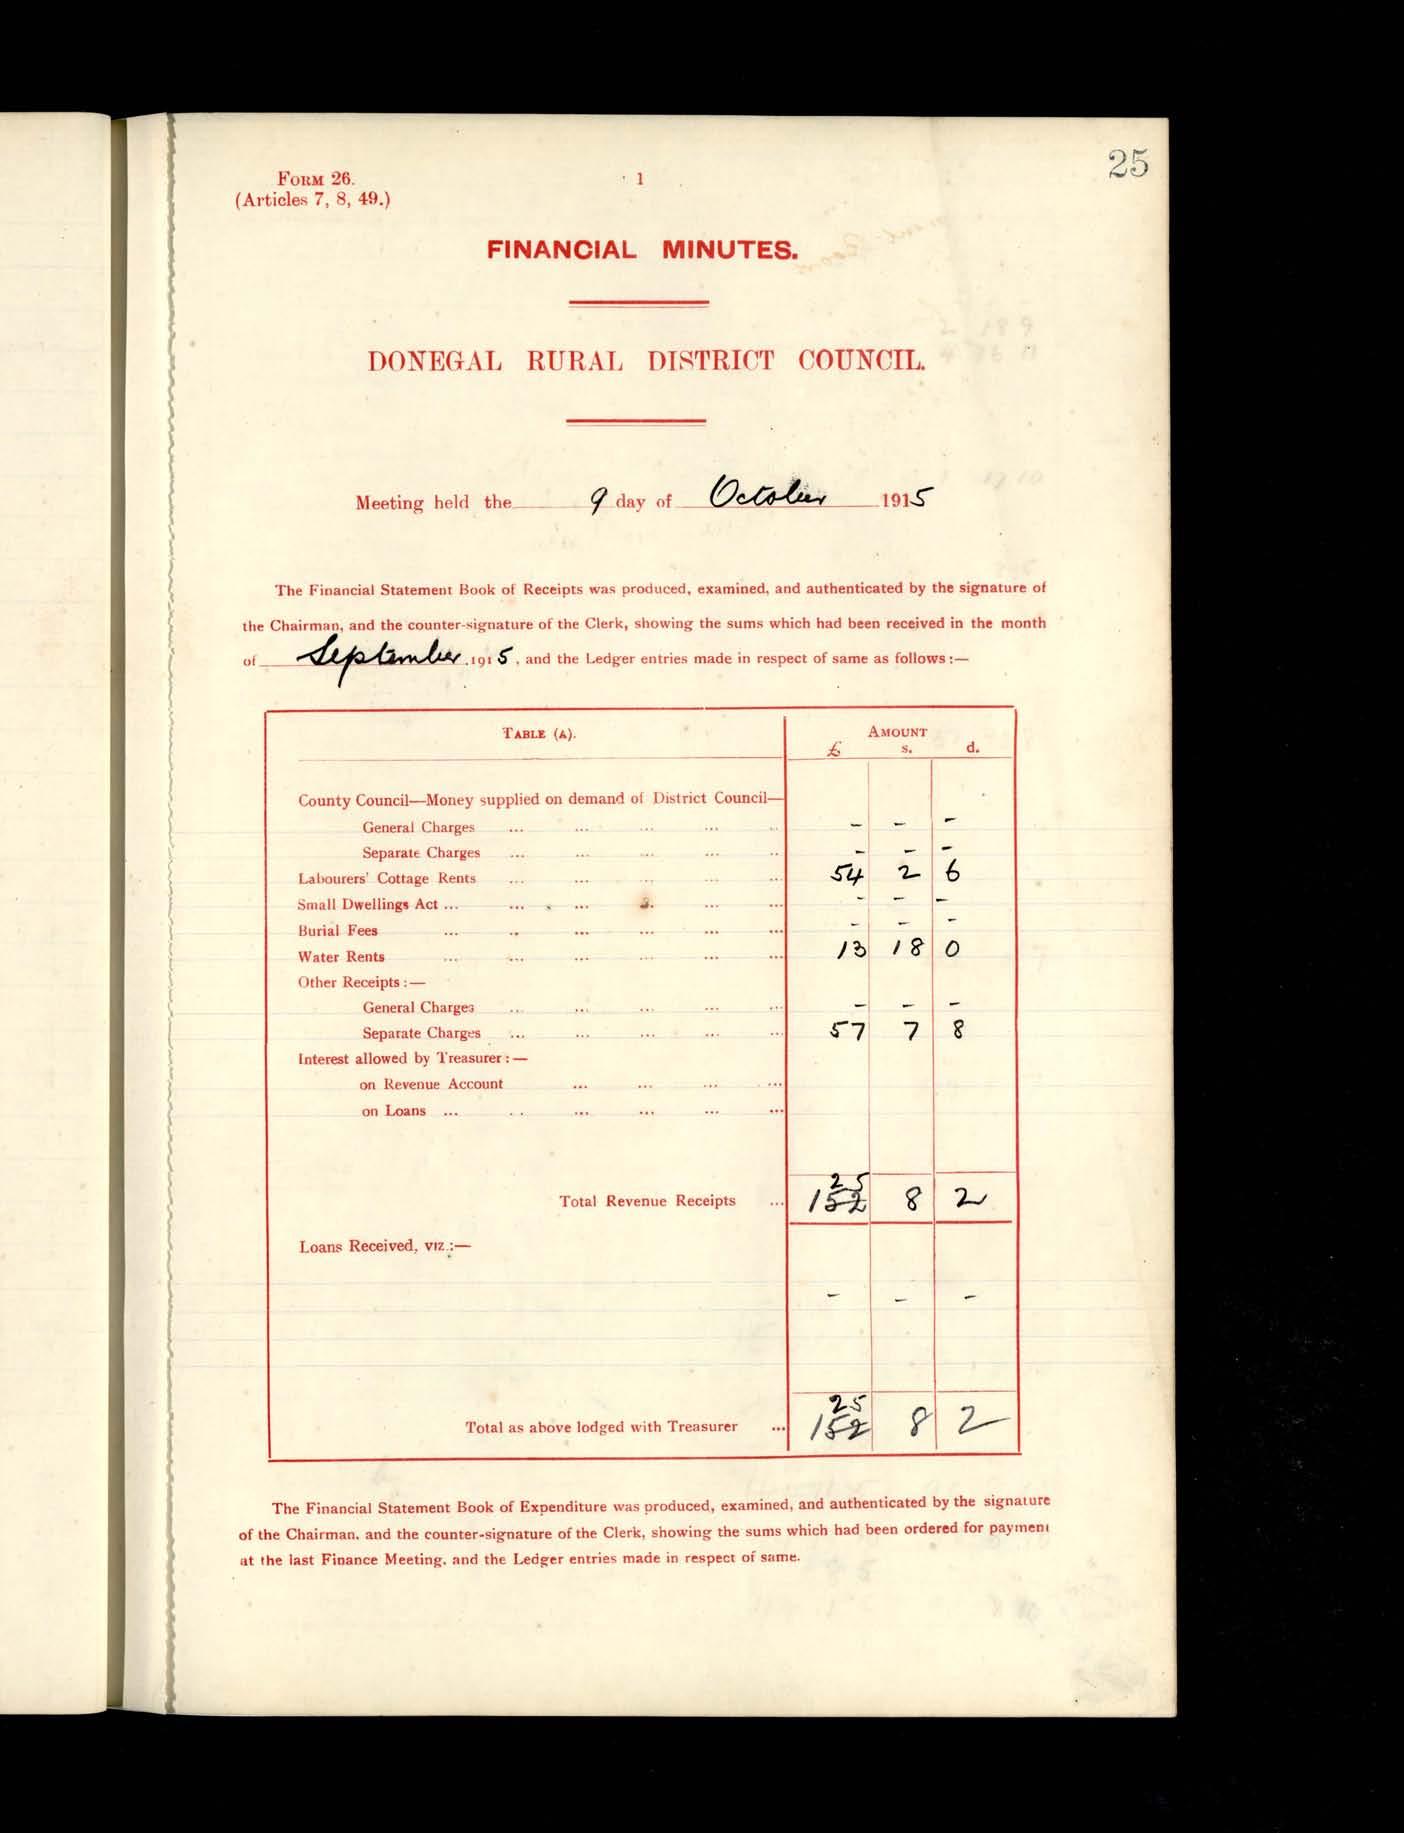 25
FORM 26.
1
(Articles 7, 8, 49.)
FINANCIAL MINUTES.
DONEGAL RURAL DISTRICT COUNCIL.
Meeting held the 9 day of October 1915
The Financial Statement Book of Receipts was produced, examined, and authenticated by the signature of
the Chairman, and the counter-signature of the Clerk, showing the sums which had been received in the month
of September 1915, and the Ledger entries made in respect of same as follows:—
TABLE (A). AMOUNT
£ s. d.
County Council—Money supplied on demand of District Council—
General Charges ... ... ... ... ... – – –
Separate Charges ... ... ... ... ... – – –
Labourers' Cottage Rents ... ... ... ... ... 54 2 6
Small Dwellings Act ... ... ... ... ... ... – – –
Burial Fees ... ... ... ... ... ... – – –
Water Rents ... ... ... ... ... ... 13 18 0
Other Receipts:—
General Charges ... ... ... ... ... – – –
Separate Charges ... ... ... ... ... 57 7 8
Interest allowed by Treasurer:—
on Revenue Account ... ... ... ...
on Loans ... ... ... ... ... ...
25
Total Revenue Receipts ... 152 8 2
Loans Received, viz.:—
– – –
25
Total as above lodged with Treasurer ... 152 8 2
The Financial Statement Book of Expenditure was produced, examined, and authenticated by the signature
of the Chairman, and the counter-signature of the Clerk, showing the sums which had been ordered for payment
at the last Finance Meeting, and the Ledger entries made in respect of same.